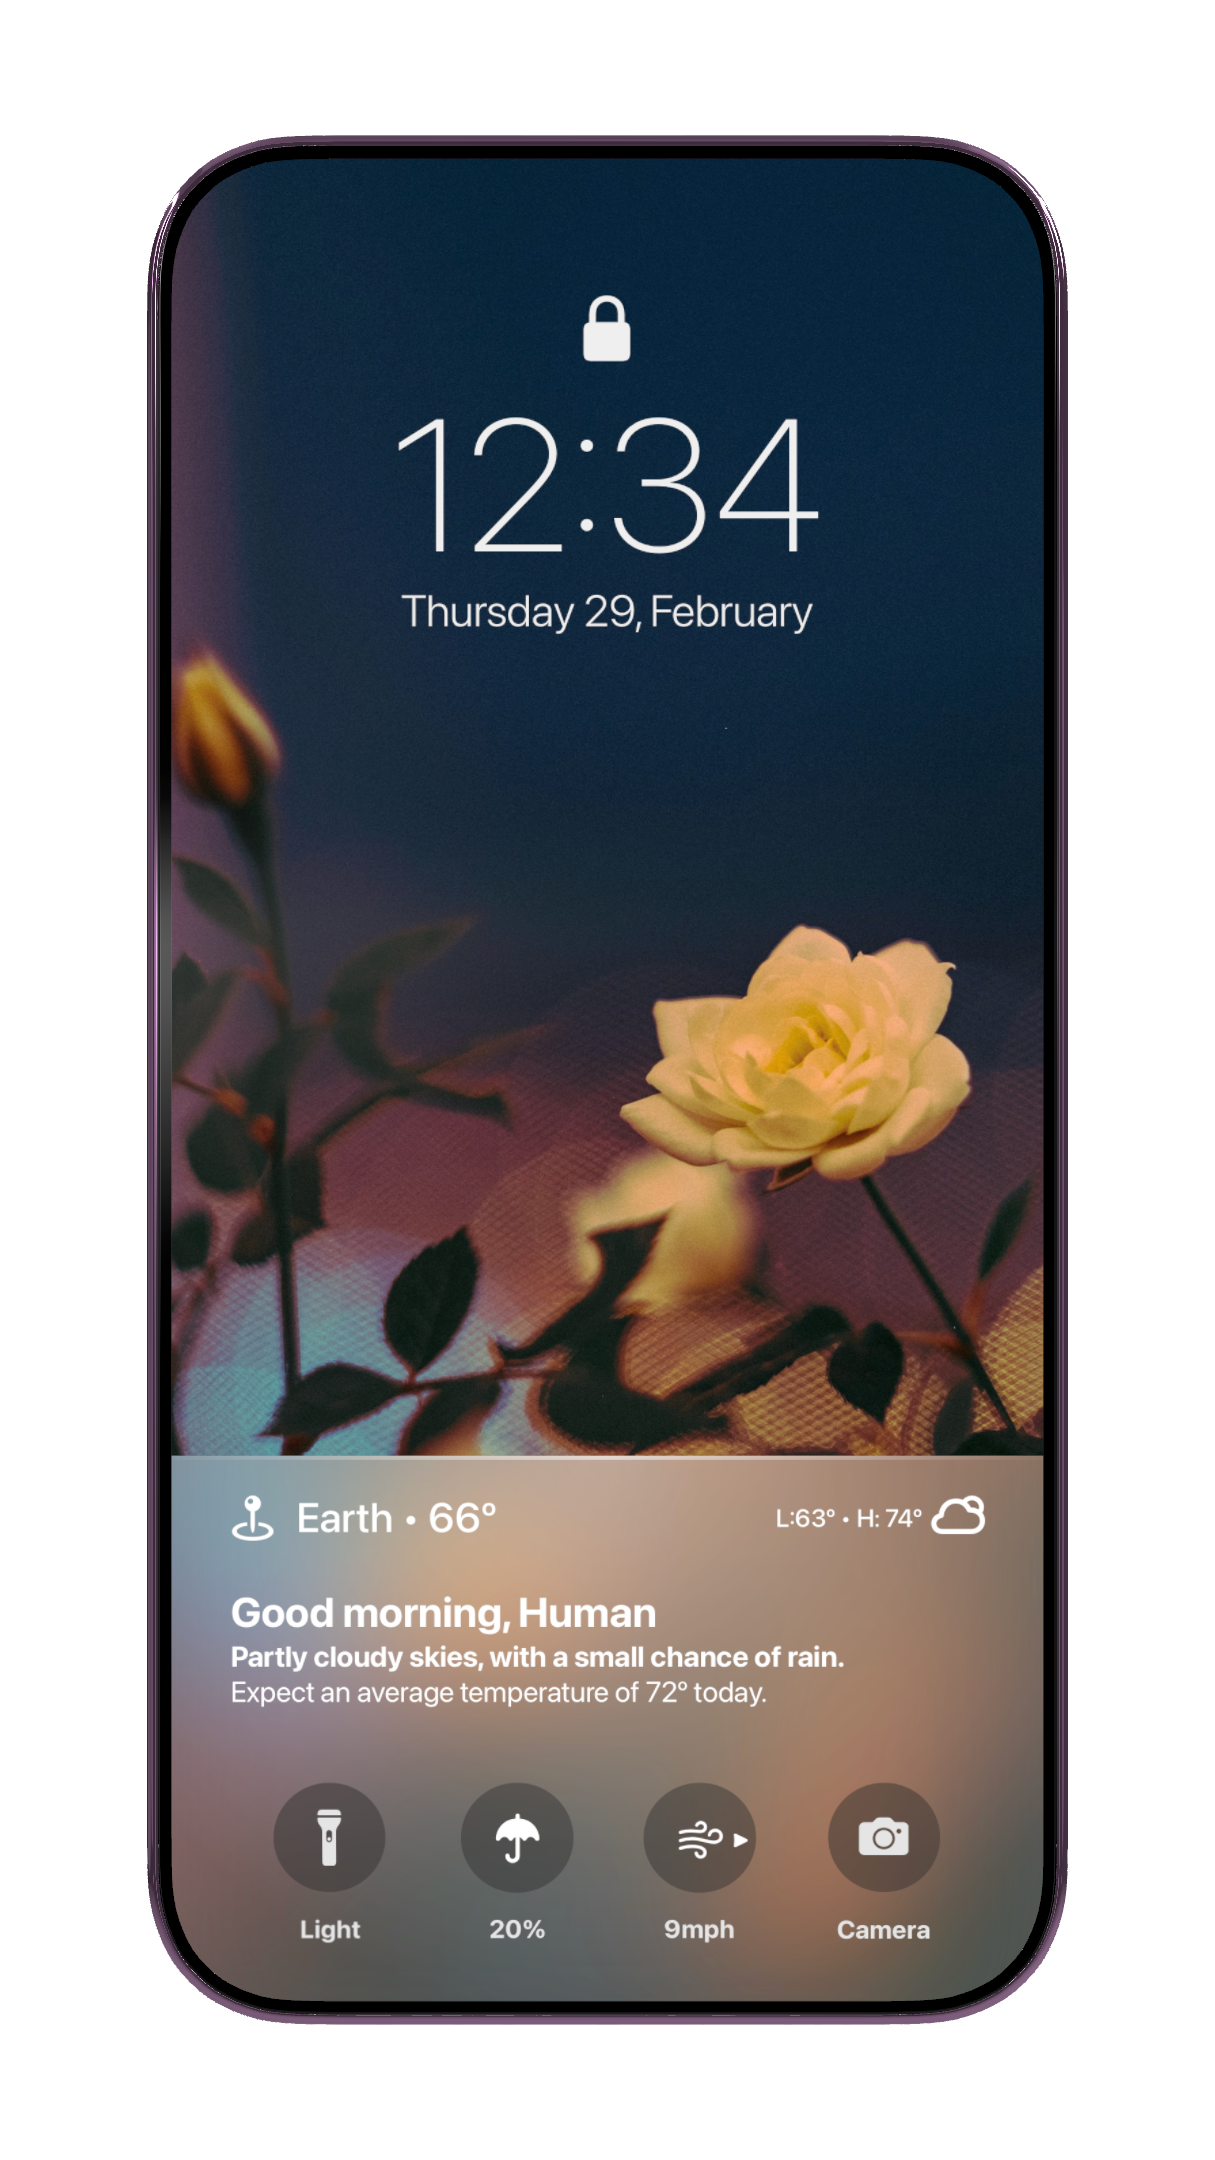 12:34
Thursday 29, February
Earth • 66°
L:63° • H: 74°
Good morning, Human
Partly cloudy skies, with a small chance of rain.
Expect an average temperature of 72° today.
Light
20%
9mph
Camera